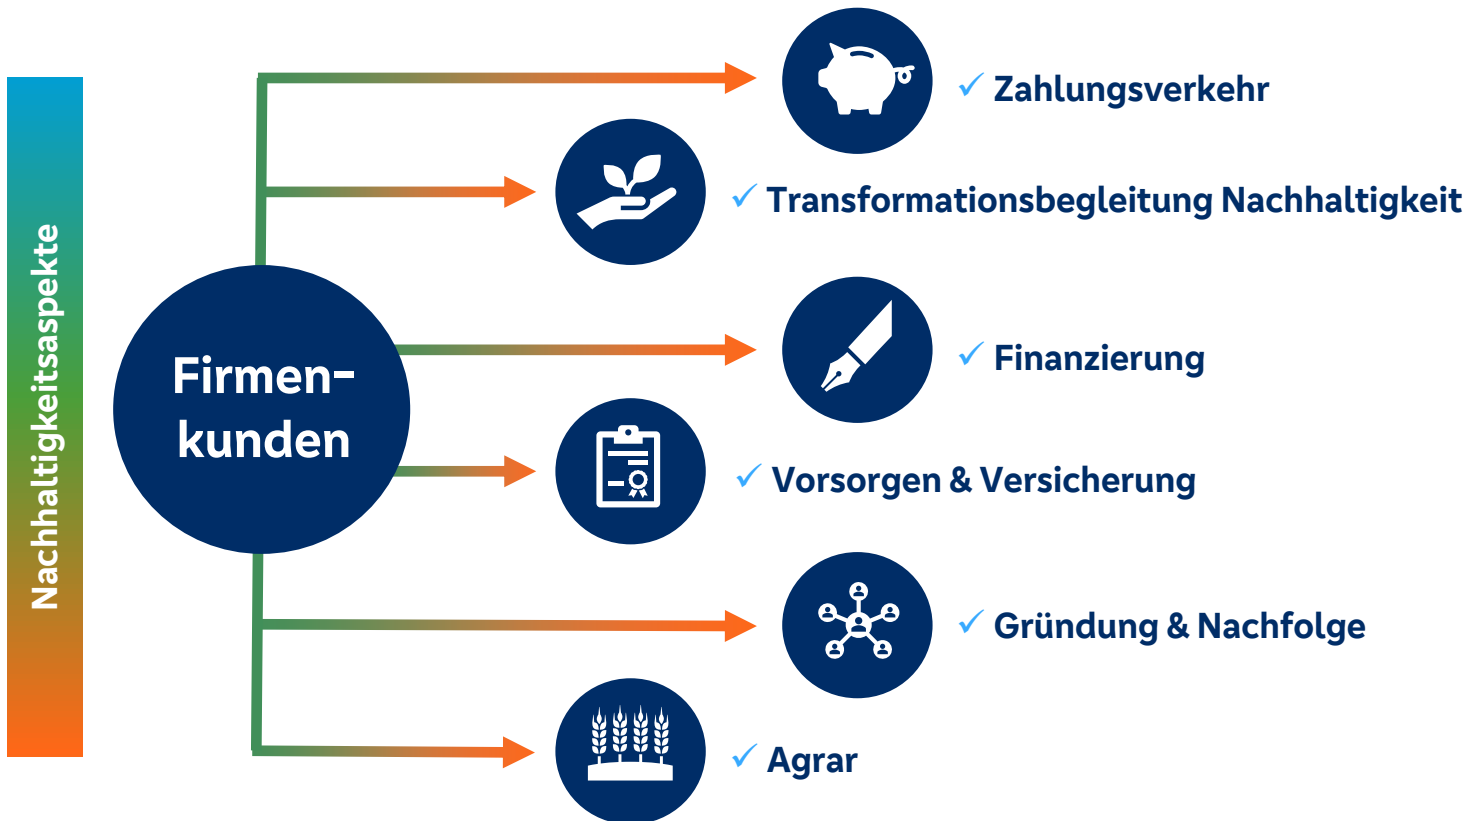 Nachhaltigkeitsaspekte
Firmen-
kunden
✓ Zahlungsverkehr
✓ Transformationsbegleitung Nachhaltigkeit
✓ Finanzierung
✓ Vorsorgen & Versicherung
✓ Gründung & Nachfolge
✓ Agrar